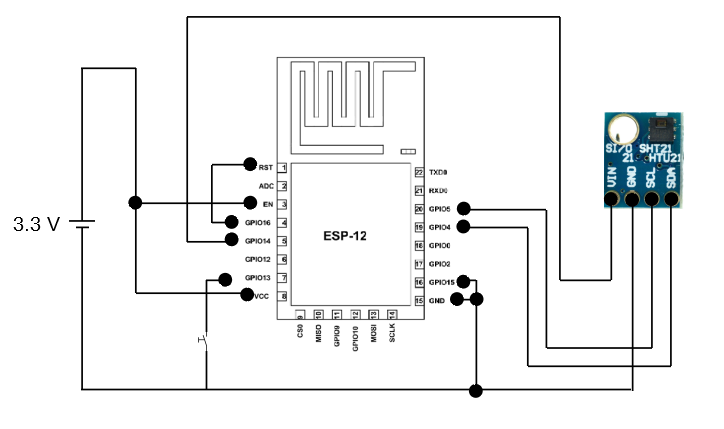 3.3 V
ESP-12
RST 1
ADC 2
EN 3
GPIO16 4
GPIO14 5
GPIO12 6
GPIO13 7
VCC 8
CS0 9
MISO 10
GPIO9 11
GPIO10 12
MOSI 13
SCLK 14
22 TXD0
21 RXD0
20 GPIO5
19 GPIO4
18 GPIO0
17 GPIO2
16 GPIO15
15 GND
SI70 SHT21
21 HTU21
VIN
GND
SCL
SDA